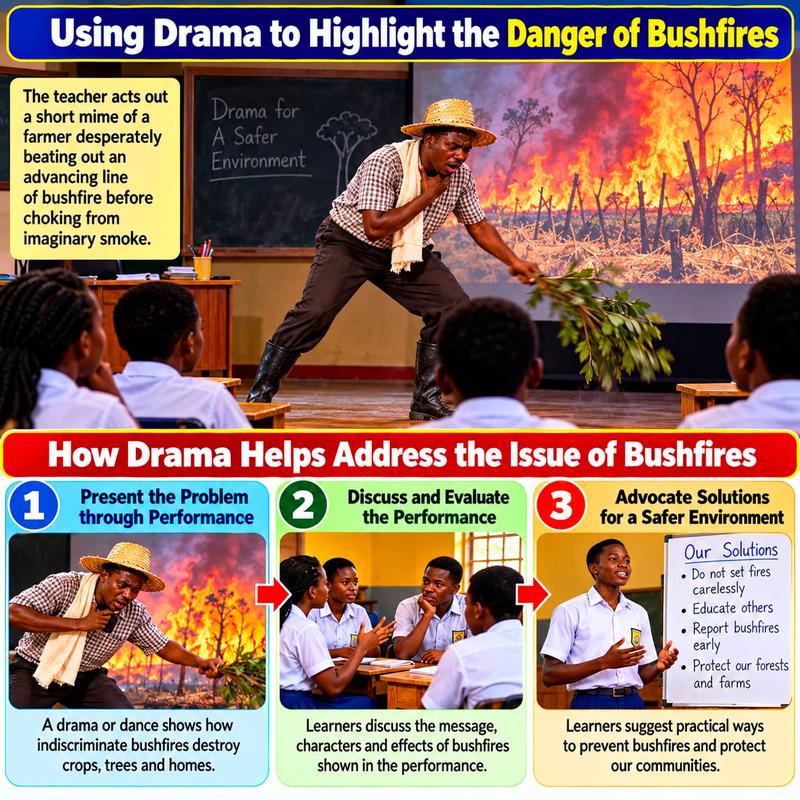 Using Drama to Highlight the Danger of Bushfires
The teacher acts out
a short mime of a
farmer desperately
beating out an
advancing line
of bushfire before
choking from
imaginary smoke.
Drama for
A Safer
Environment
How Drama Helps Address the Issue of Bushfires
1
Present the Problem
through Performance
A drama or dance shows how
indiscriminate bushfires destroy
crops, trees and homes.
2
Discuss and Evaluate
the Performance
Learners discuss the message,
characters and effects of bushfires
shown in the performance.
3
Advocate Solutions
for a Safer Environment
Our Solutions
• Do not set fires
carelessly
• Educate others
• Report bushfires
early
• Protect our forests
and farms
Learners suggest practical ways
to prevent bushfires and protect
our communities.